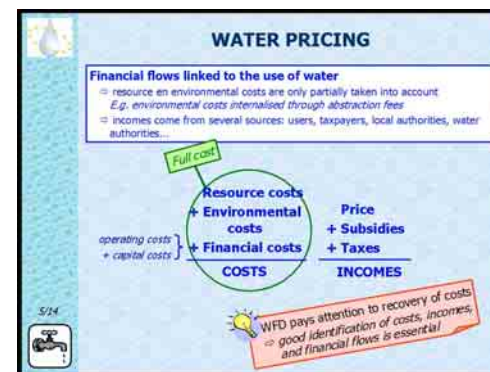 WATER PRICING
Financial flows linked to the use of water
⇨ resource en environmental costs are only partially taken into account
E.g. environmental costs internalised through abstraction fees
⇨ incomes come from several sources: users, taxpayers, local authorities, water
authorities...
Full cost
Resource costs
+ Environmental
costs
operating costs
+ capital costs
+ Financial costs
COSTS
Price
+ Subsidies
+ Taxes
INCOMES
WFD pays attention to recovery of costs
⇨ good identification of costs, incomes,
and financial flows is essential
5/14